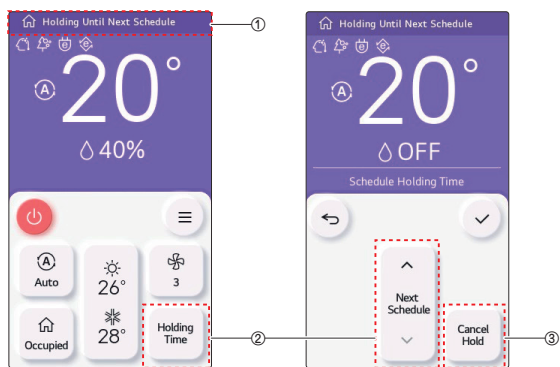 Holding Until Next Schedule
①
A
20°
40%
A
Auto
26°
28°
3
Occupied
Holding
Time
②
Holding Until Next Schedule
A
20°
OFF
Schedule Holding Time
Next
Schedule
Cancel
Hold
③